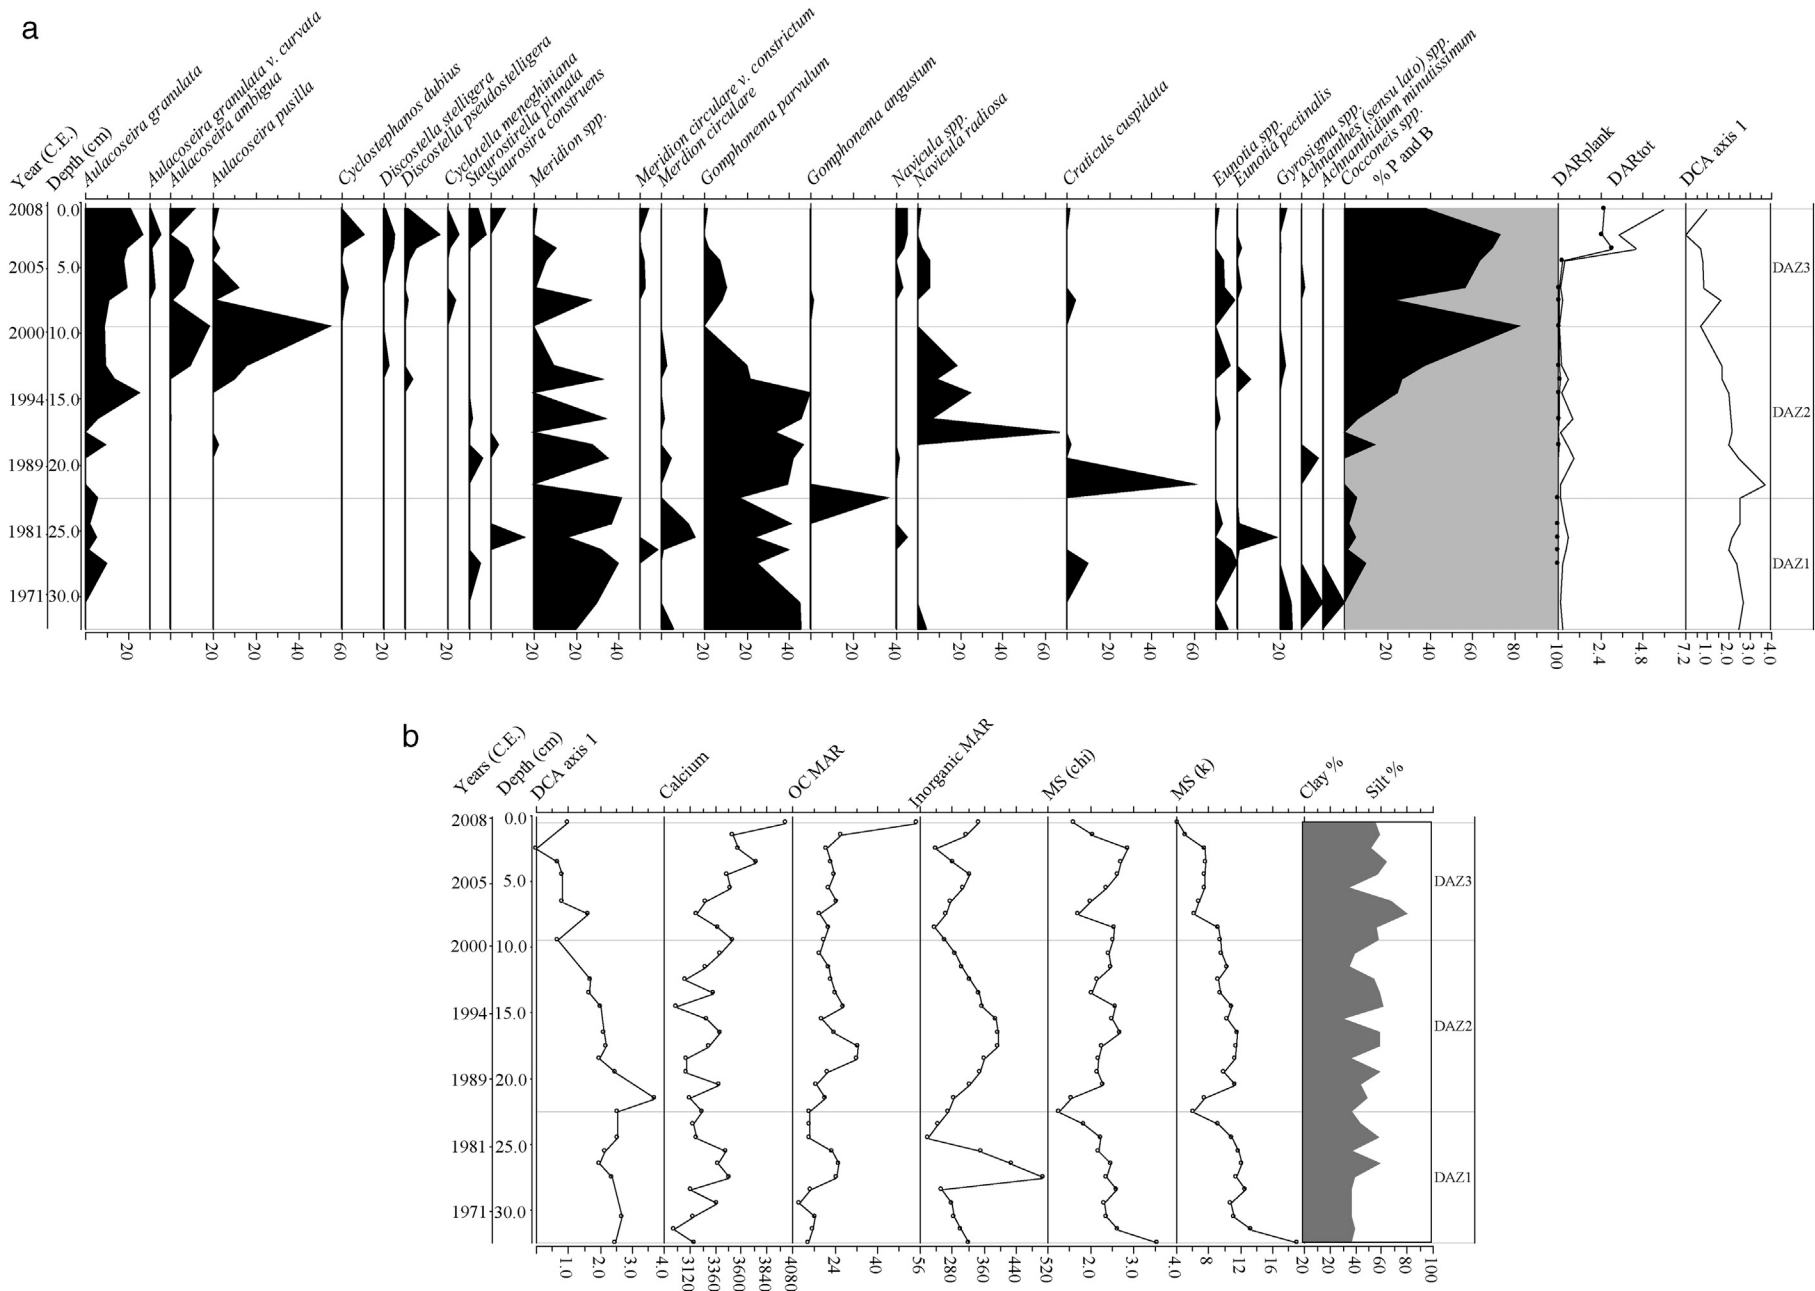 a
Year (C.E.)
Depth (cm)
Aulacoseira granulata
Aulacoseira granulata v. curvata
Aulacoseira ambigua
Aulacoseira pusilla
Cyclostephanos dubius
Discostella stelligera
Discostella pseudostelligera
Cyclotella meneghiniana
Staurosirella pinnata
Staurosira construens
Meridion spp.
Meridion circulare v. constrictum
Merdion circulare
Gomphonema parvulum
Gomphonema angustum
Navicula spp.
Navicula radiosa
Craticuls cuspidata
Eunotia spp.
Eunotia pectinalis
Gyrosigma spp.
Achnanthes (sensu lato) spp.
Achnanthidium minutissimum
Cocconeis spp.
% P and B
DARplank
DARtot
DCA axis 1
2008 0.0
2005 5.0
2000 10.0
1994 15.0
1989 20.0
1981 25.0
1971 30.0
DAZ3
DAZ2
DAZ1
20 20 20 40 60 20 20 20 20 40 20 20 40 20 40 20 40 60 20 40 60 20 20 40 60 80 100 2.4 4.8 7.2 1.0 2.0 3.0 4.0
b
Years (C.E.)
Depth (cm)
DCA axis 1
Calcium
OC MAR
Inorganic MAR
MS (chi)
MS (k)
Clay %
Silt %
2008 0.0
2005 5.0
2000 10.0
1994 15.0
1989 20.0
1981 25.0
1971 30.0
DAZ3
DAZ2
DAZ1
1.0 2.0 3.0 4.0 3120 3360 3600 3840 4080 24 40 56 280 360 440 520 2.0 3.0 4.0 8 12 16 20 20 40 60 80 100